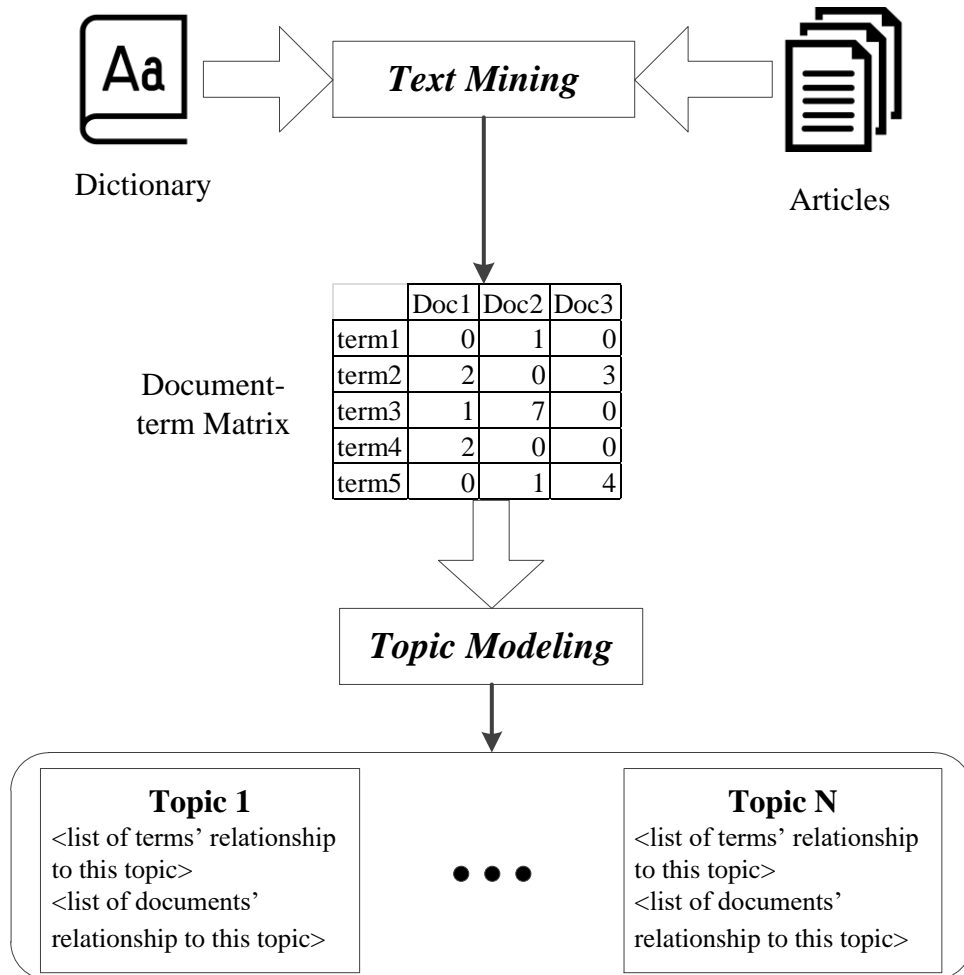 Aa
Text Mining
Dictionary
Articles
Doc1 Doc2 Doc3
term1 0 1 0
term2 2 0 3
term3 1 7 0
term4 2 0 0
term5 0 1 4
Document-
term Matrix
Topic Modeling
Topic 1
<list of terms’ relationship
to this topic>
<list of documents’
relationship to this topic>
Topic N
<list of terms’ relationship
to this topic>
<list of documents’
relationship to this topic>